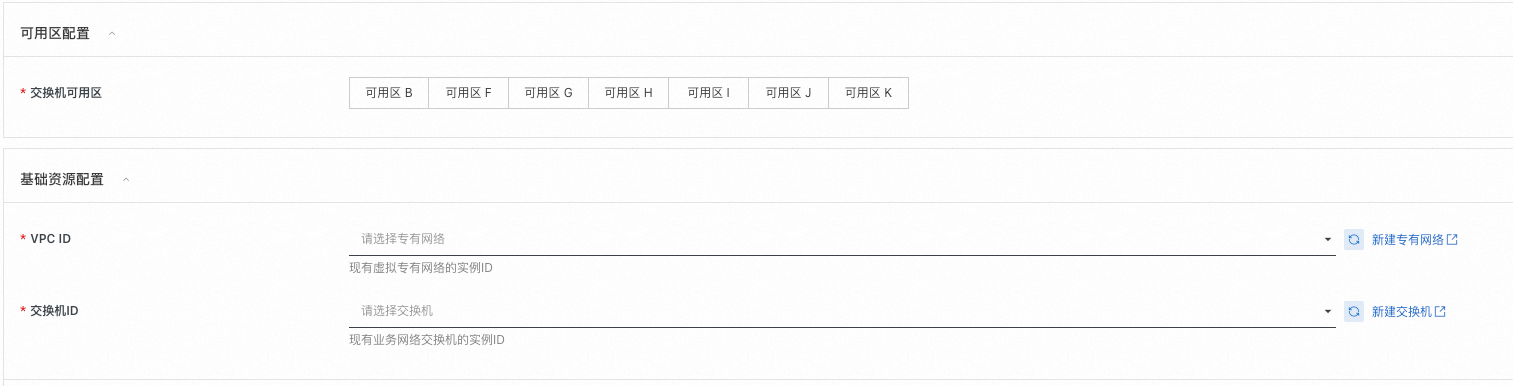 可用区配置
* 交换机可用区 可用区 B 可用区 F 可用区 G 可用区 H 可用区 I 可用区 J 可用区 K
基础资源配置
* VPC ID 请选择专有网络 新建专有网络
现有虚拟专有网络的实例ID
* 交换机ID 请选择交换机 新建交换机
现有业务网络交换机的实例ID